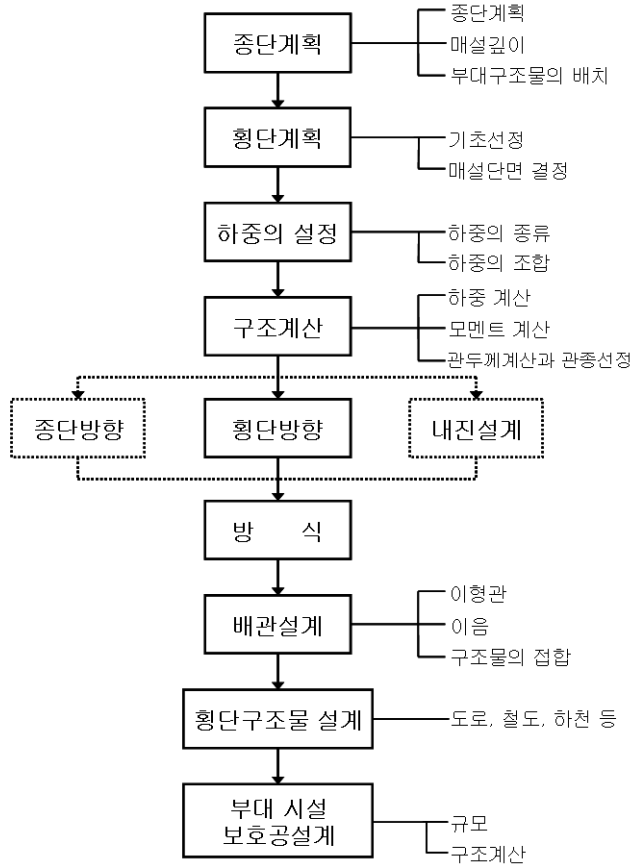 종단계획
종단계획
매설깊이
부대구조물의 배치
횡단계획
기초선정
매설단면 결정
하중의 설정
하중의 종류
하중의 조합
구조계산
하중 계산
모멘트 계산
관두께계산과 관종선정
종단방향
횡단방향
내진설계
방 식
배관설계
이형관
이음
구조물의 접합
횡단구조물 설계
도로, 철도, 하천 등
부대 시설
보호공설계
규모
구조계산